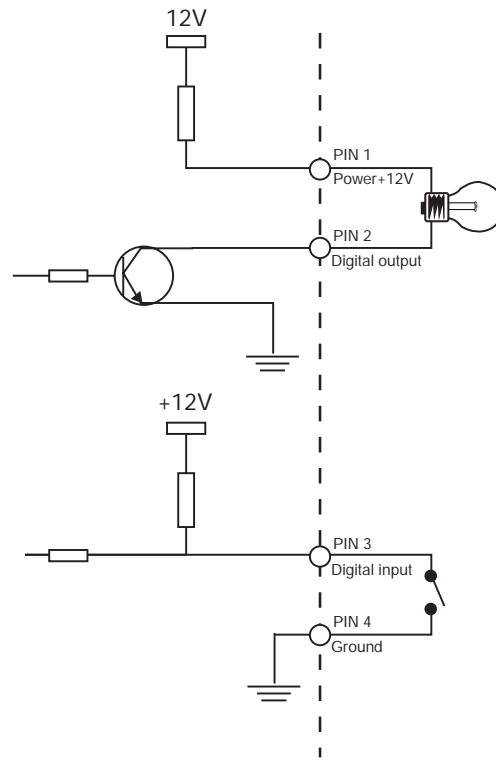 12V
PIN 1
Power+12V
PIN 2
Digital output
+12V
PIN 3
Digital input
PIN 4
Ground